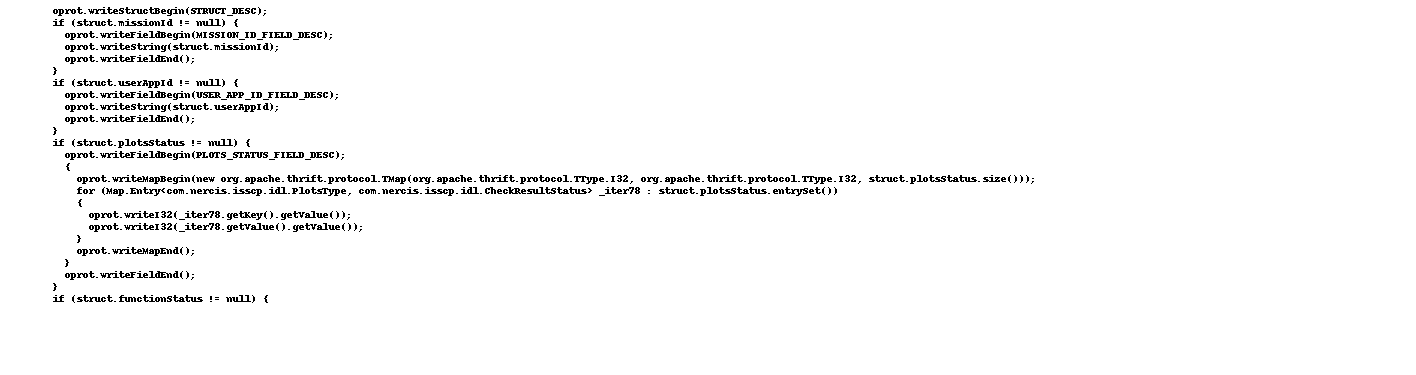 oprot.writeStructBegin(STRUCT_DESC);
if (struct.missionId != null) {
oprot.writeFieldBegin(MISSION_ID_FIELD_DESC);
oprot.writeString(struct.missionId);
oprot.writeFieldEnd();
}
if (struct.userAppId != null) {
oprot.writeFieldBegin(USER_APP_ID_FIELD_DESC);
oprot.writeString(struct.userAppId);
oprot.writeFieldEnd();
}
if (struct.plotsStatus != null) {
oprot.writeFieldBegin(PLOTS_STATUS_FIELD_DESC);
{
oprot.writeMapBegin(new org.apache.thrift.protocol.TMap(org.apache.thrift.protocol.TType.I32, org.apache.thrift.protocol.TType.I32, struct.plotsStatus.size()));
for (Map.Entry<com.nercis.isscp.idl.PlotsType, com.nercis.isscp.idl.CheckResultStatus> _iter78 : struct.plotsStatus.entrySet())
{
oprot.writeI32(_iter78.getKey().getValue());
oprot.writeI32(_iter78.getValue().getValue());
}
oprot.writeMapEnd();
}
oprot.writeFieldEnd();
}
if (struct.functionStatus != null) {